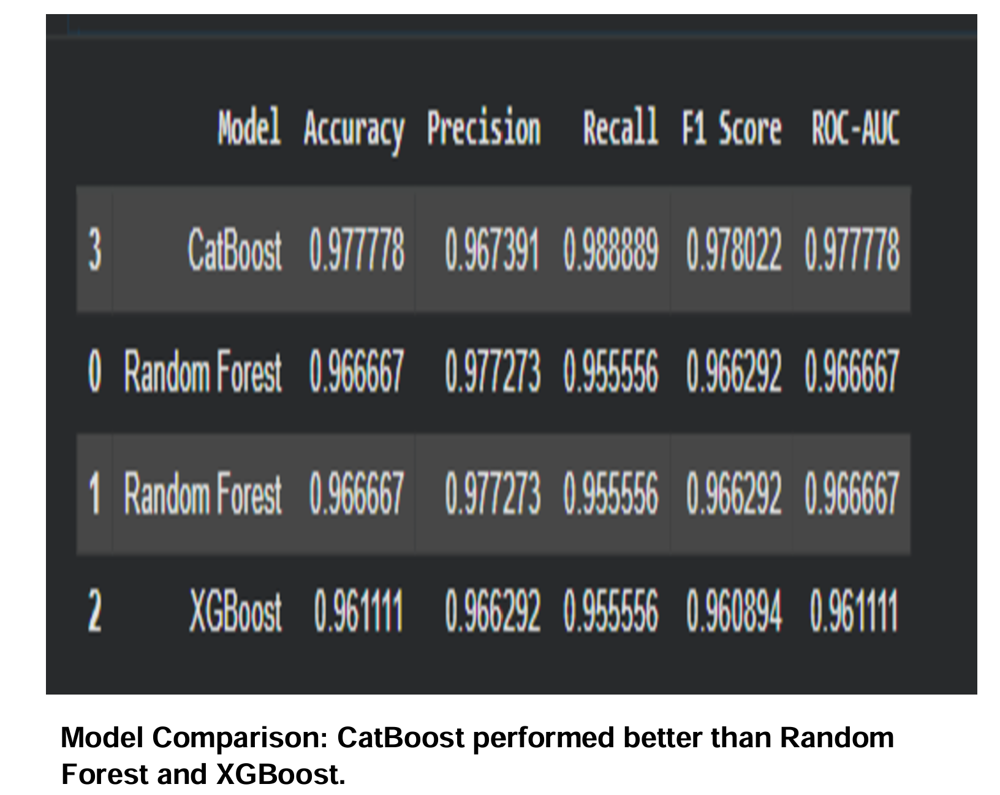 Model Accuracy Precision Recall F1 Score ROC-AUC
3 CatBoost 0.977778 0.967391 0.988889 0.978022 0.977778
0 Random Forest 0.966667 0.977273 0.955556 0.966292 0.966667
1 Random Forest 0.966667 0.977273 0.955556 0.966292 0.966667
2 XGBoost 0.961111 0.966292 0.955556 0.960894 0.961111
Model Comparison: CatBoost performed better than Random
Forest and XGBoost.